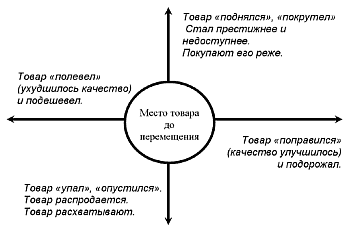 Товар «поднялся», «покрутел»
Стал престижнее и
недоступнее.
Покупают его реже.
Товар «полевел»
(ухудшилось качество)
и подешевел.
Место товара
до
перемещения
Товар «поправился»
(качество улучшилось)
и подорожал.
Товар «упал», «опустился».
Товар распродается.
Товар расхватывают.